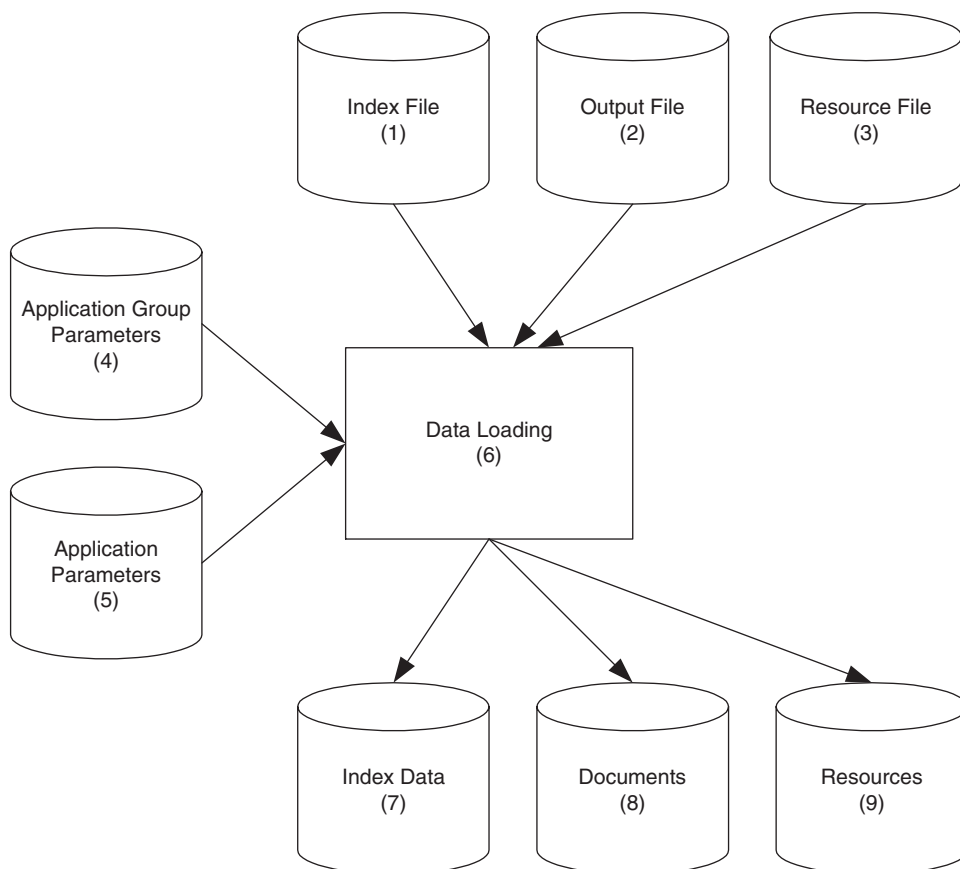 Index File
(1)
Output File
(2)
Resource File
(3)
Application Group
Parameters
(4)
Application
Parameters
(5)
Data Loading
(6)
Index Data
(7)
Documents
(8)
Resources
(9)